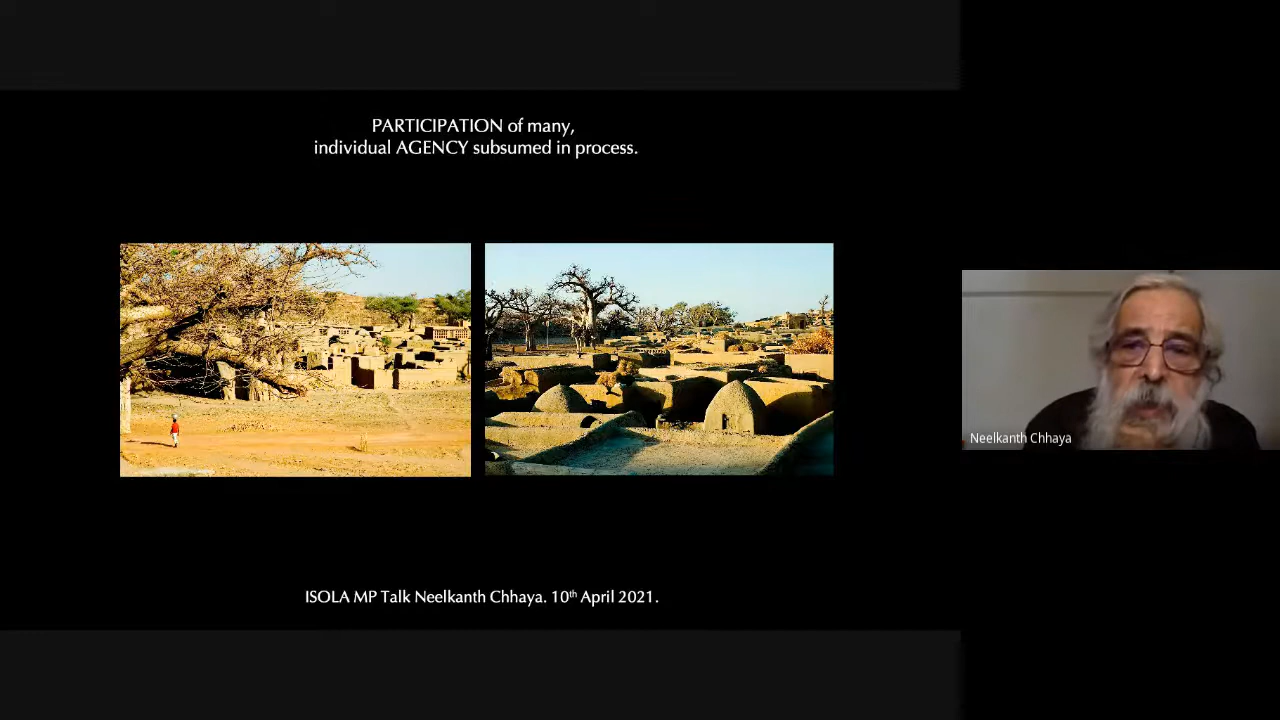 PARTICIPATION of many,
individual AGENCY subsumed in process.
Neelkanth Chhaya
ISOLA MP Talk Neelkanth Chhaya. 10th April 2021.